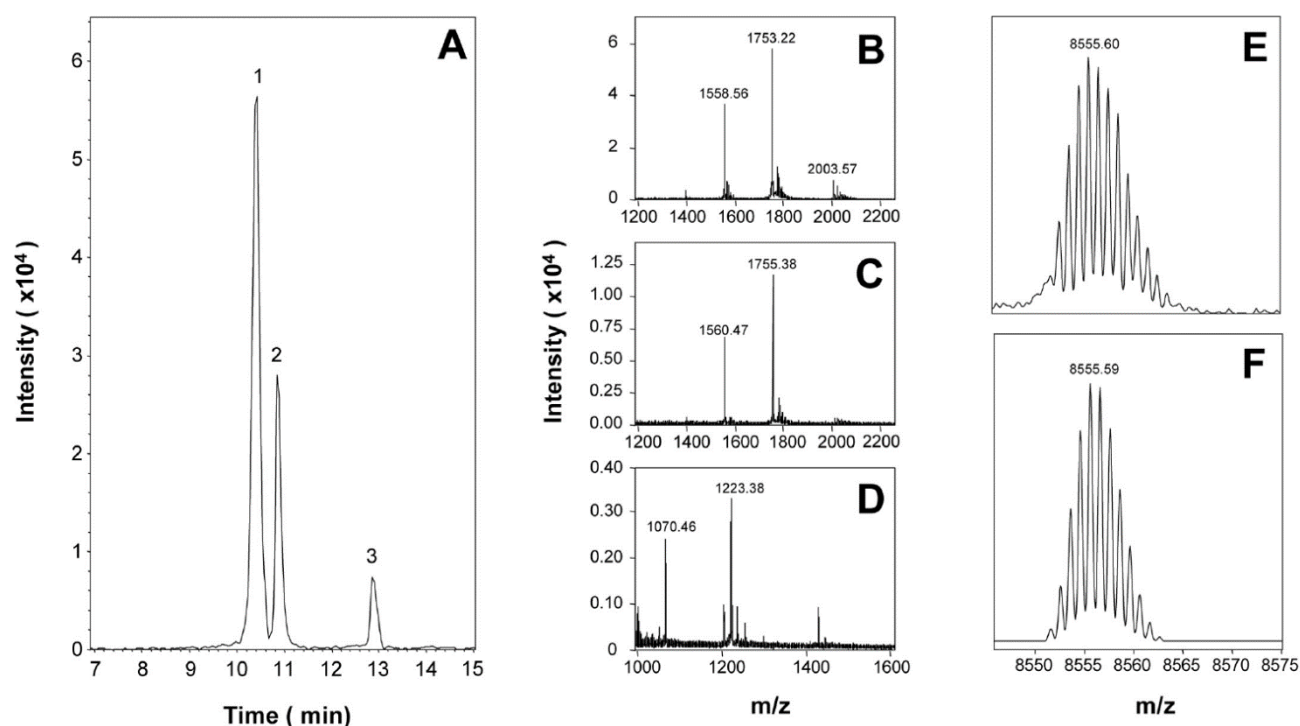 A
6
5
4
3
2
1
0
1
2
3
7 8 9 10 11 12 13 14 15
Intensity ( x10⁴ )
Time ( min)
B
6
4
2
0
1558.56
1753.22
2003.57
1200 1400 1600 1800 2000 2200
C
1.25
1.00
0.75
0.50
0.25
0.00
1560.47
1755.38
1200 1400 1600 1800 2000 2200
D
0.40
0.30
0.20
0.10
0.00
1070.46
1223.38
1000 1200 1400 1600
Intensity ( x10⁴ )
m/z
E
8555.60
F
8555.59
8550 8555 8560 8565 8570 8575
m/z